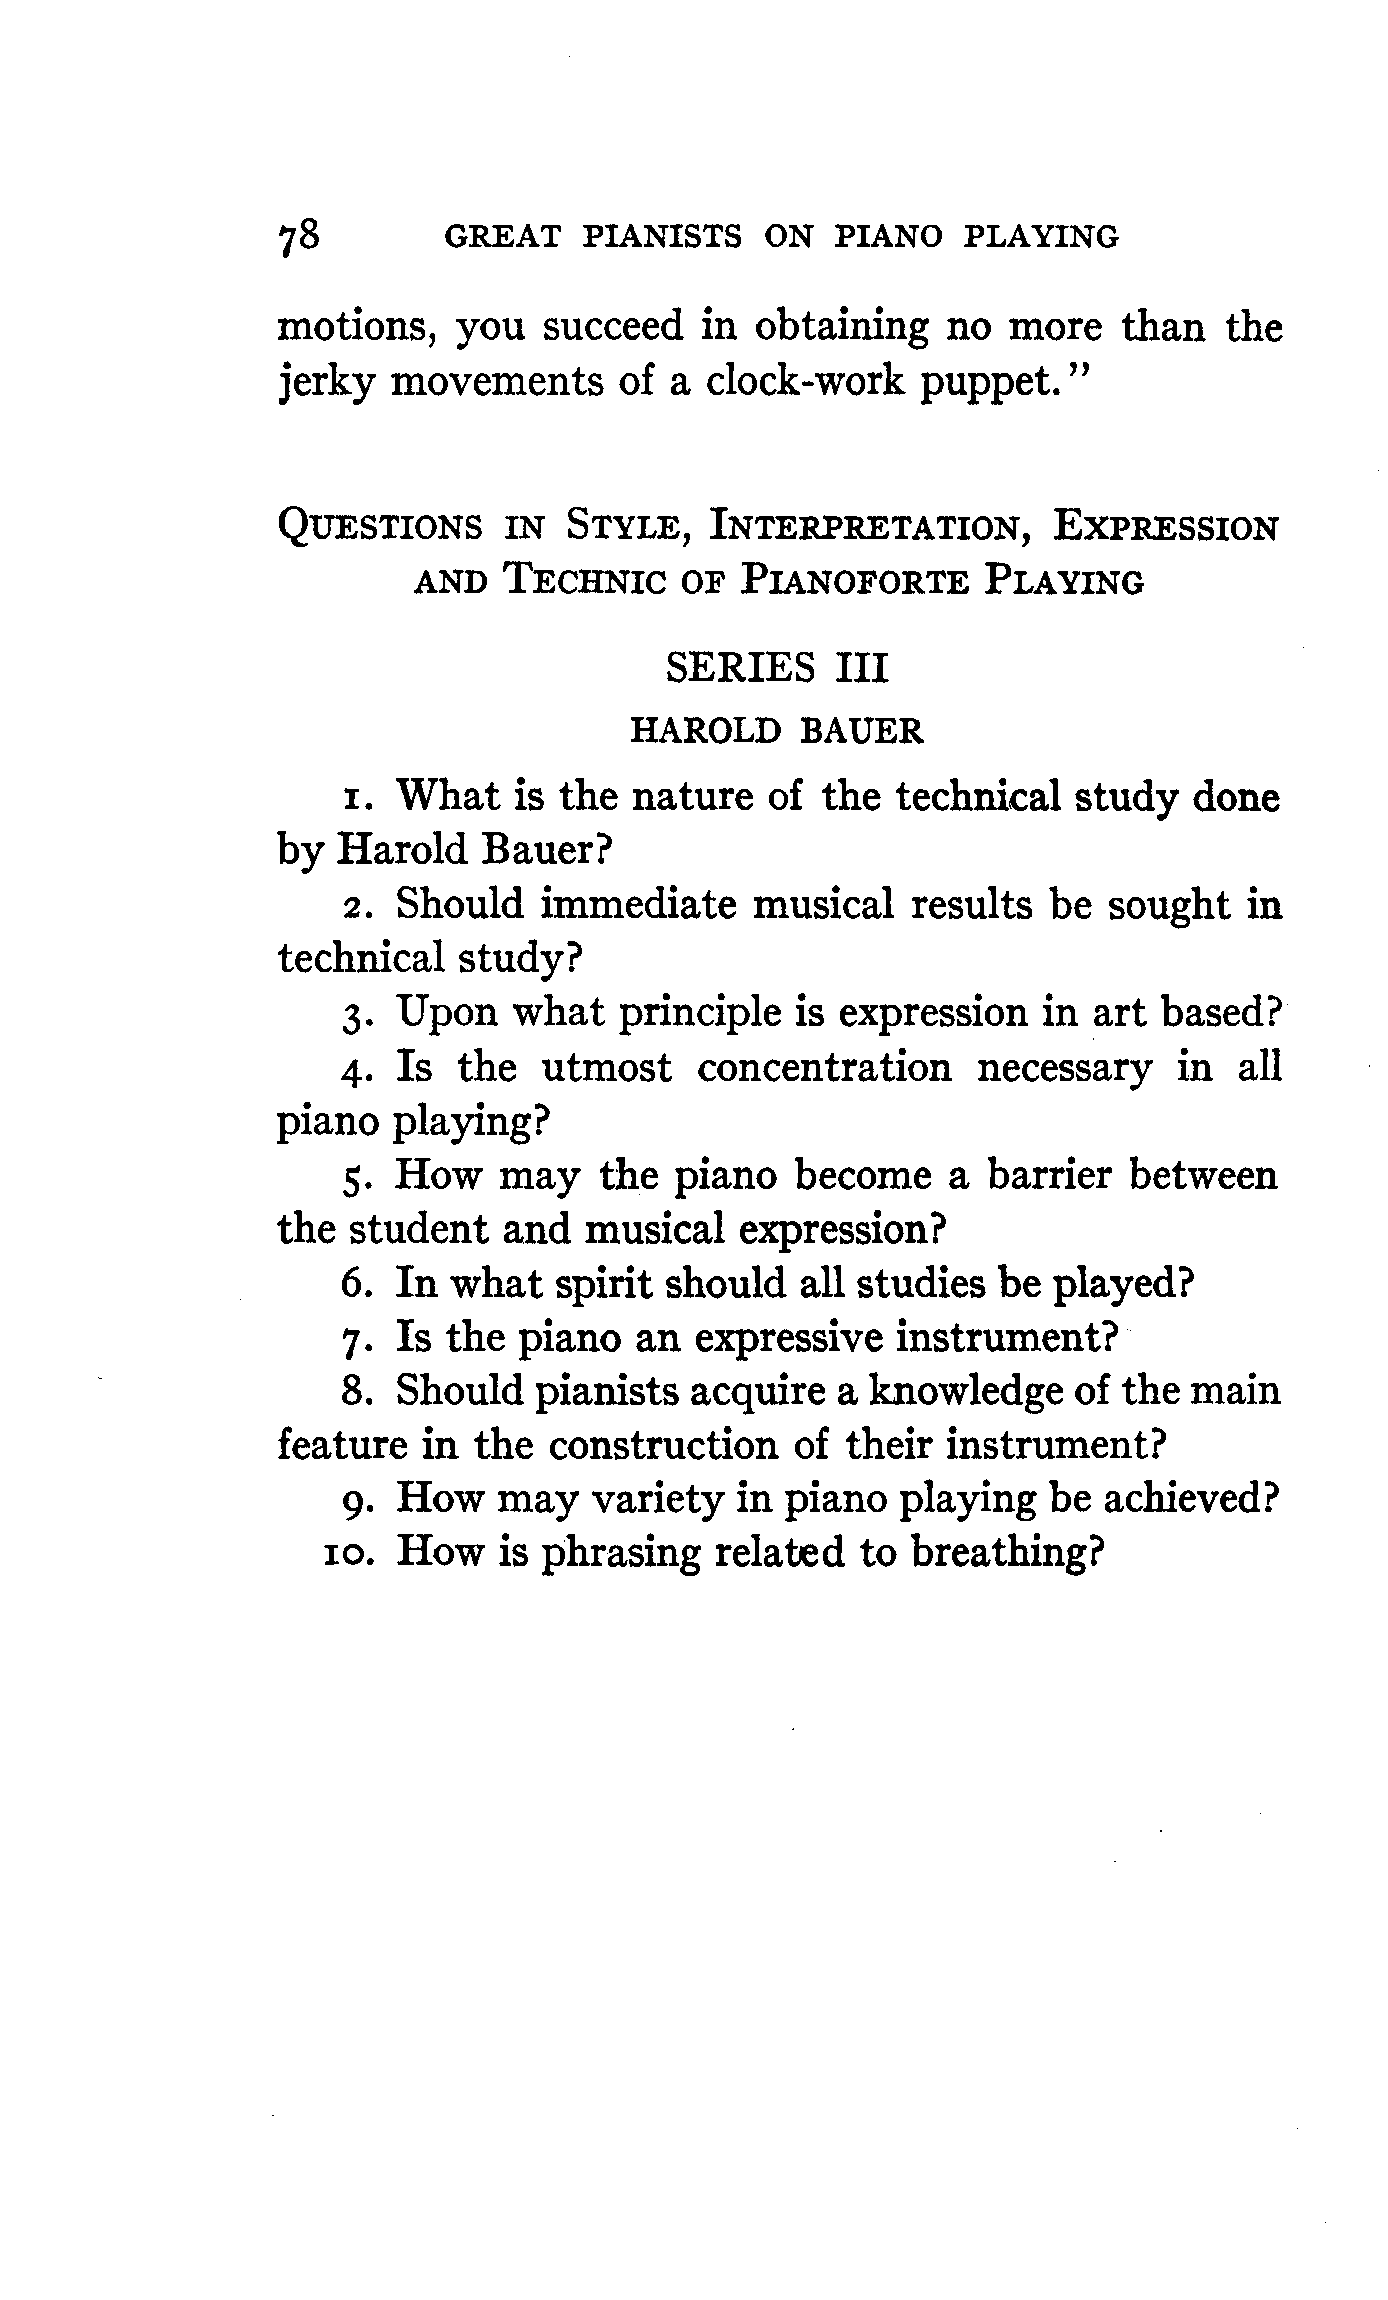 78 GREAT PIANISTS ON PIANO PLAYING
motions, you succeed in obtaining no more than the
jerky movements of a clock-work puppet."
QUESTIONS IN STYLE, INTERPRETATION, EXPRESSION
AND TECHNIC OF PIANOFORTE PLAYING
SERIES III
HAROLD BAUER
1. What is the nature of the technical study done
by Harold Bauer?
2. Should immediate musical results be sought in
technical study?
3. Upon what principle is expression in art based?
4. Is the utmost concentration necessary in all
piano playing?
5. How may the piano become a barrier between
the student and musical expression?
6. In what spirit should all studies be played?
7. Is the piano an expressive instrument?
8. Should pianists acquire a knowledge of the main
feature in the construction of their instrument?
9. How may variety in piano playing be achieved?
10. How is phrasing related to breathing?